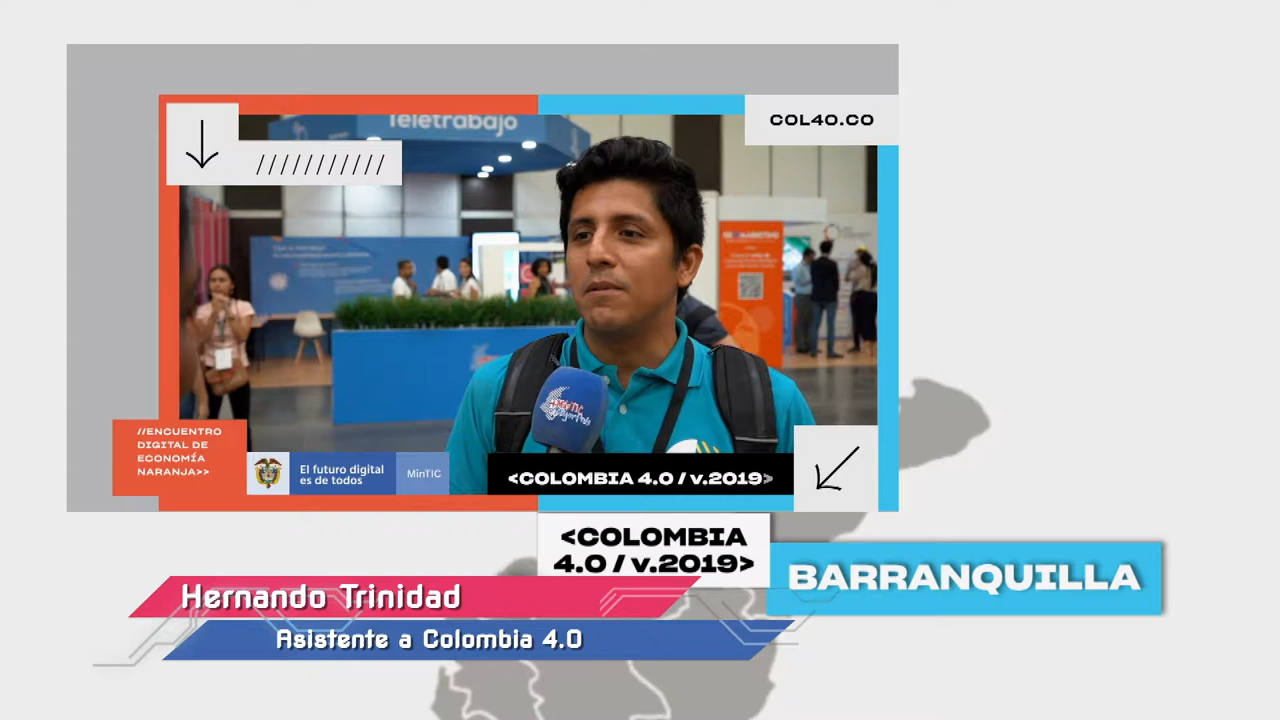 Teletrabajo
COL40.CO
//ENCUENTRO
DIGITAL DE
ECONOMÍA
NARANJA>>
El futuro digital
es de todos
MinTIC
<COLOMBIA 4.0 / v.2019>
<COLOMBIA
4.0 / v.2019>
BARRANQUILLA
Hernando Trinidad
Asistente a Colombia 4.0